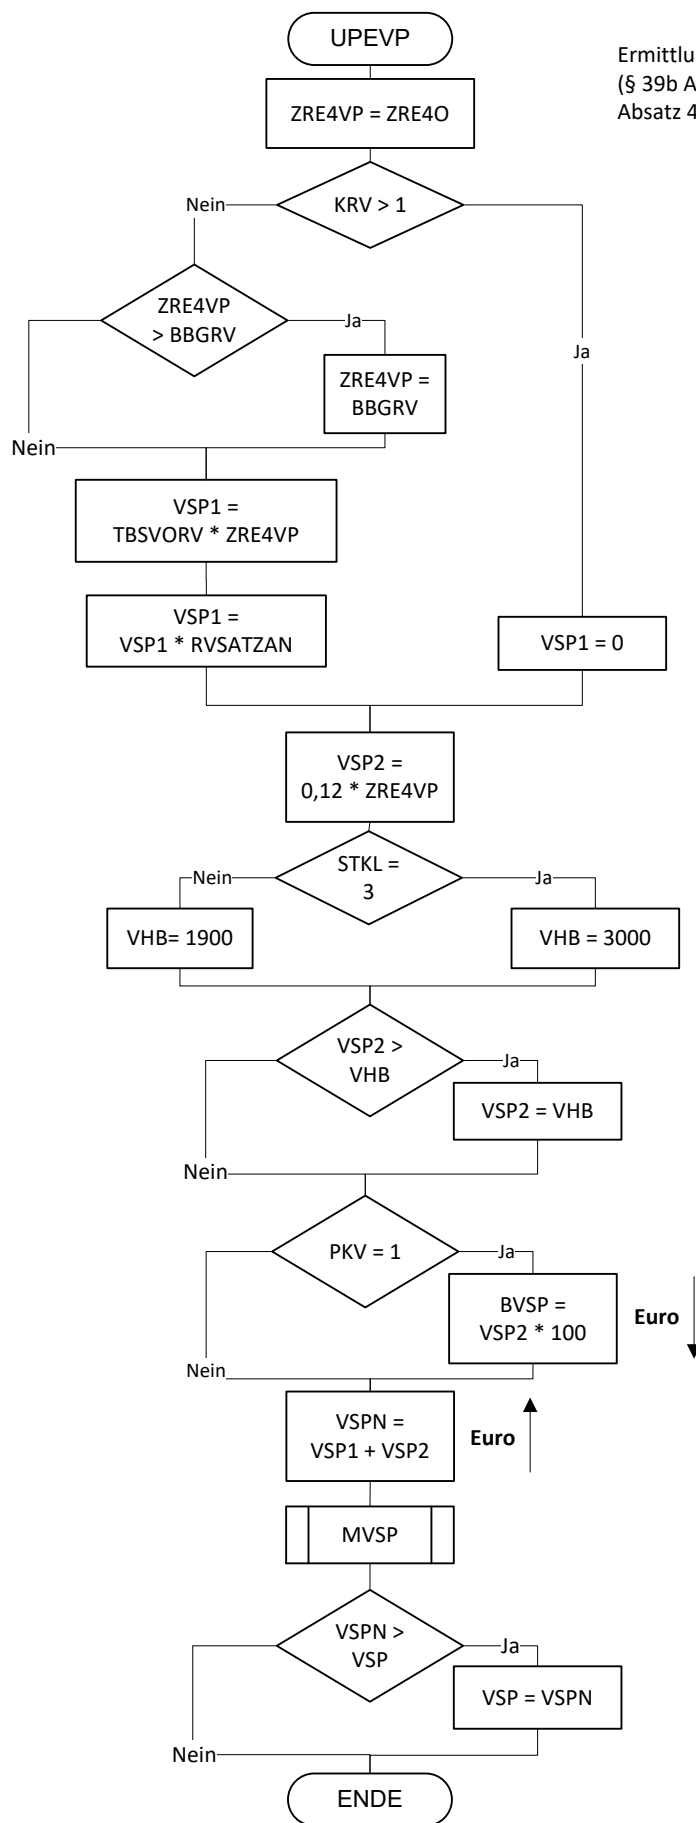 UPEVP
Ermittlu
(§ 39b A
Absatz 4
ZRE4VP = ZRE4O
KRV > 1
Nein
Ja
ZRE4VP
> BBGRV
Ja
ZRE4VP =
BBGRV
Nein
VSP1 =
TBSVORV * ZRE4VP
VSP1 =
VSP1 * RVSATZAN
VSP1 = 0
VSP2 =
0,12 * ZRE4VP
STKL =
3
Nein
Ja
VHB= 1900
VHB = 3000
VSP2 >
VHB
Ja
VSP2 = VHB
Nein
PKV = 1
Ja
BVSP =
VSP2 * 100
Euro
Nein
VSPN =
VSP1 + VSP2
Euro
MVSP
VSPN >
VSP
Ja
VSP = VSPN
Nein
ENDE